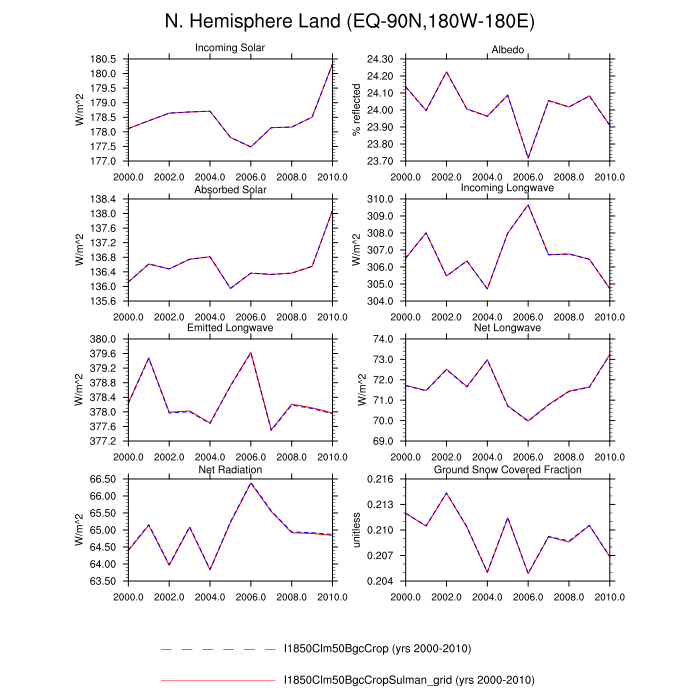 N. Hemisphere Land (EQ-90N,180W-180E)
Incoming Solar
W/m^2
180.5
180.0
179.5
179.0
178.5
178.0
177.5
177.0
2000.0 2002.0 2004.0 2006.0 2008.0 2010.0
Albedo
% reflected
24.30
24.20
24.10
24.00
23.90
23.80
23.70
2000.0 2002.0 2004.0 2006.0 2008.0 2010.0
Absorbed Solar
W/m^2
138.4
138.0
137.6
137.2
136.8
136.4
136.0
135.6
2000.0 2002.0 2004.0 2006.0 2008.0 2010.0
Incoming Longwave
W/m^2
310.0
309.0
308.0
307.0
306.0
305.0
304.0
2000.0 2002.0 2004.0 2006.0 2008.0 2010.0
Emitted Longwave
W/m^2
380.0
379.6
379.2
378.8
378.4
378.0
377.6
377.2
2000.0 2002.0 2004.0 2006.0 2008.0 2010.0
Net Longwave
W/m^2
74.0
73.0
72.0
71.0
70.0
69.0
2000.0 2002.0 2004.0 2006.0 2008.0 2010.0
Net Radiation
W/m^2
66.50
66.00
65.50
65.00
64.50
64.00
63.50
2000.0 2002.0 2004.0 2006.0 2008.0 2010.0
Ground Snow Covered Fraction
unitless
0.216
0.213
0.210
0.207
0.204
2000.0 2002.0 2004.0 2006.0 2008.0 2010.0
I1850Clm50BgcCrop (yrs 2000-2010)
I1850Clm50BgcCropSulman_grid (yrs 2000-2010)